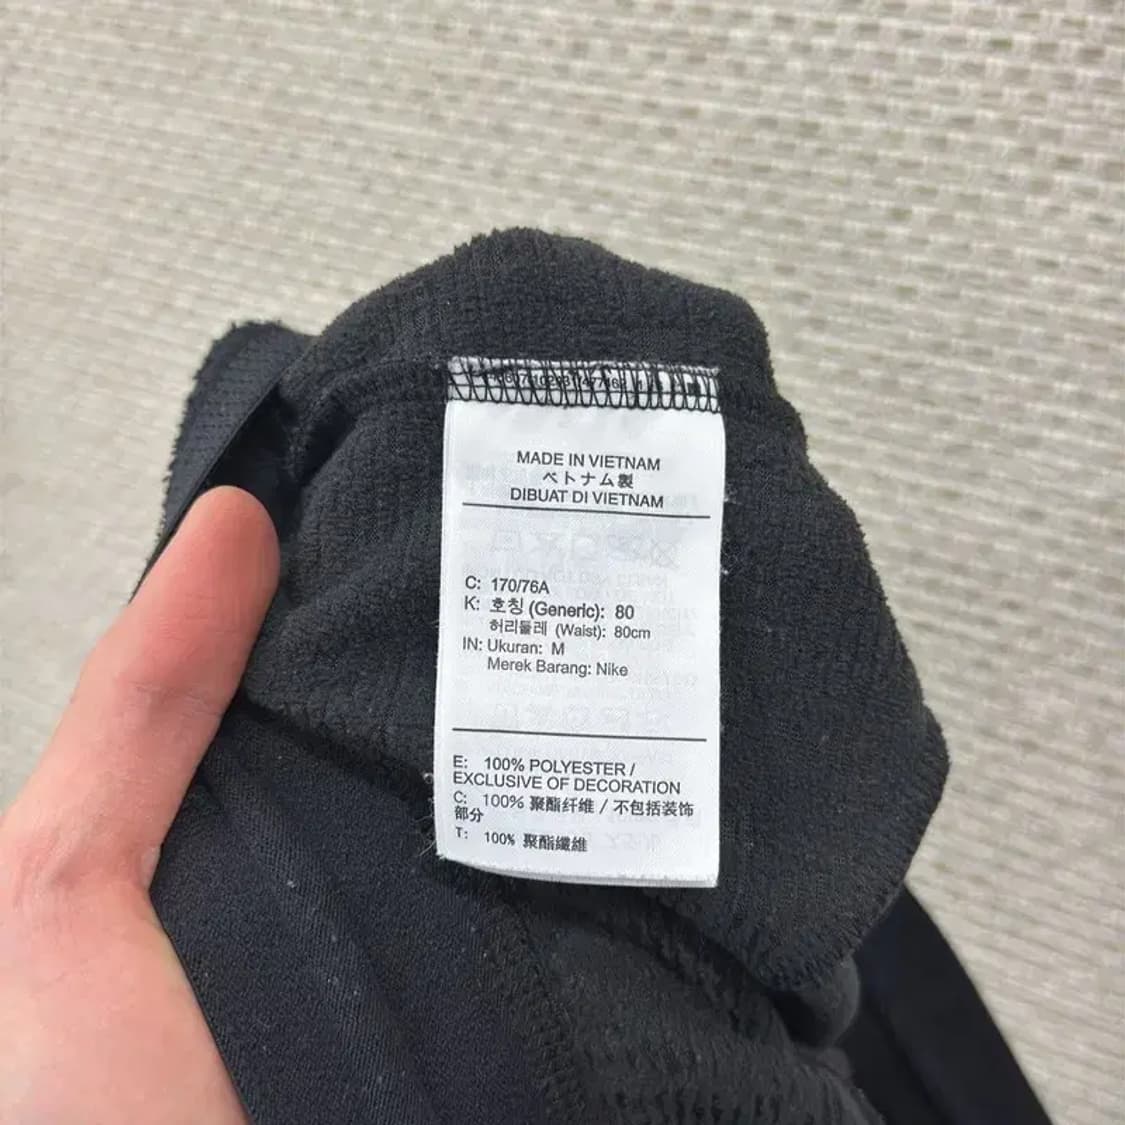 MADE IN VIETNAM
ベトナム製
DIBUAT DI VIETNAM
C: 170/76A
K: 호칭 (Generic): 80
허리둘레 (Waist): 80cm
IN: Ukuran: M
Merek Barang: Nike
E: 100% POLYESTER /
EXCLUSIVE OF DECORATION
C: 100% 聚酯纤维 / 不包括装饰
部分
T: 100% 聚酯纖維